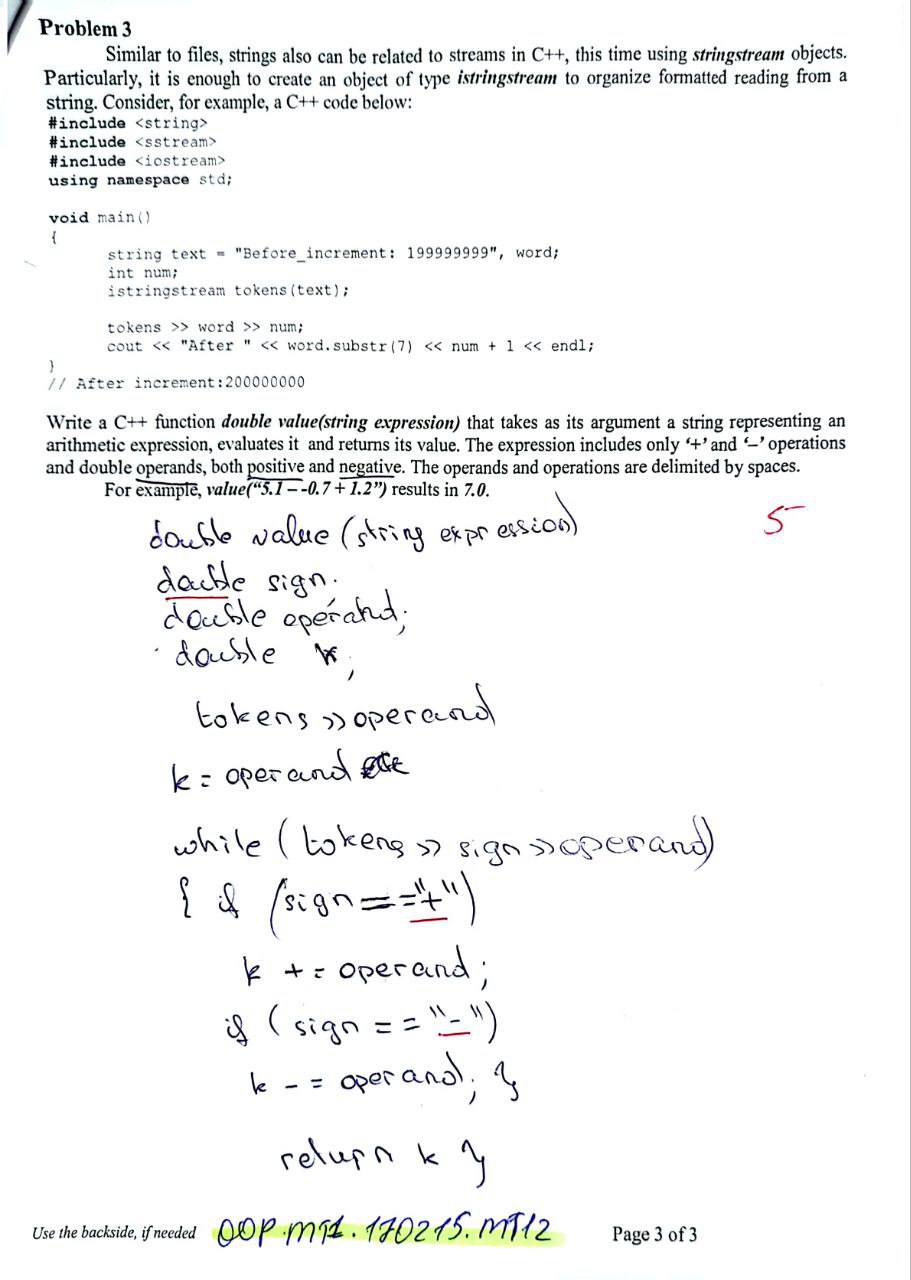 Problem 3
Similar to files, strings also can be related to streams in C++, this time using stringstream objects.
Particularly, it is enough to create an object of type istringstream to organize formatted reading from a
string. Consider, for example, a C++ code below:
#include <string>
#include <sstream>
#include <iostream>
using namespace std;
void main()
{
string text = "Before_increment: 199999999", word;
int num;
istringstream tokens(text);
tokens >> word >> num;
cout << "After " << word.substr(7) << num + 1 << endl;
}
// After increment:200000000
Write a C++ function double value(string expression) that takes as its argument a string representing an
arithmetic expression, evaluates it and returns its value. The expression includes only ‘+’ and ‘–’ operations
and double operands, both positive and negative. The operands and operations are delimited by spaces.
For example, value(“5.1 – -0.7 + 1.2”) results in 7.0.
double value (string expression)
5
double sign;
double operand;
double k;
tokens >> operand
k = operand
while (tokens >> sign >> operand)
{ if (sign == "+")
k += operand;
if (sign == "-")
k -= operand; }
return k }
Use the backside, if needed OOP.MT1.170215.MT12 Page 3 of 3